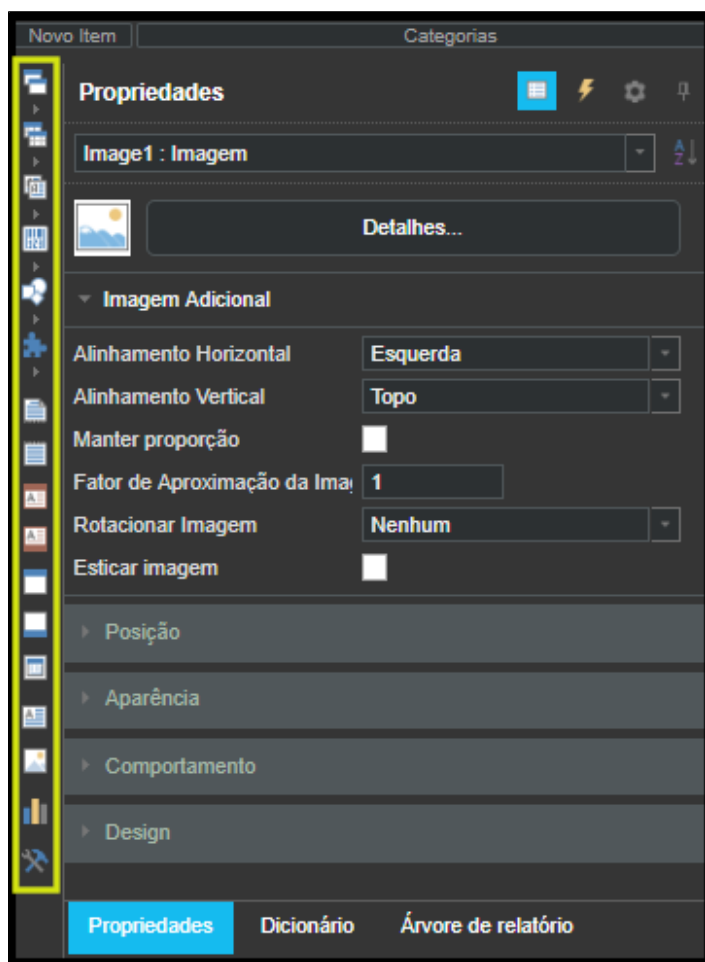 Novo Item
Categorias
Propriedades
Image1 : Imagem
Detalhes...
Imagem Adicional
Alinhamento Horizontal Esquerda
Alinhamento Vertical Topo
Manter proporção
Fator de Aproximação da Imag 1
Rotacionar Imagem Nenhum
Esticar imagem
Posição
Aparência
Comportamento
Design
Propriedades Dicionário Árvore de relatório